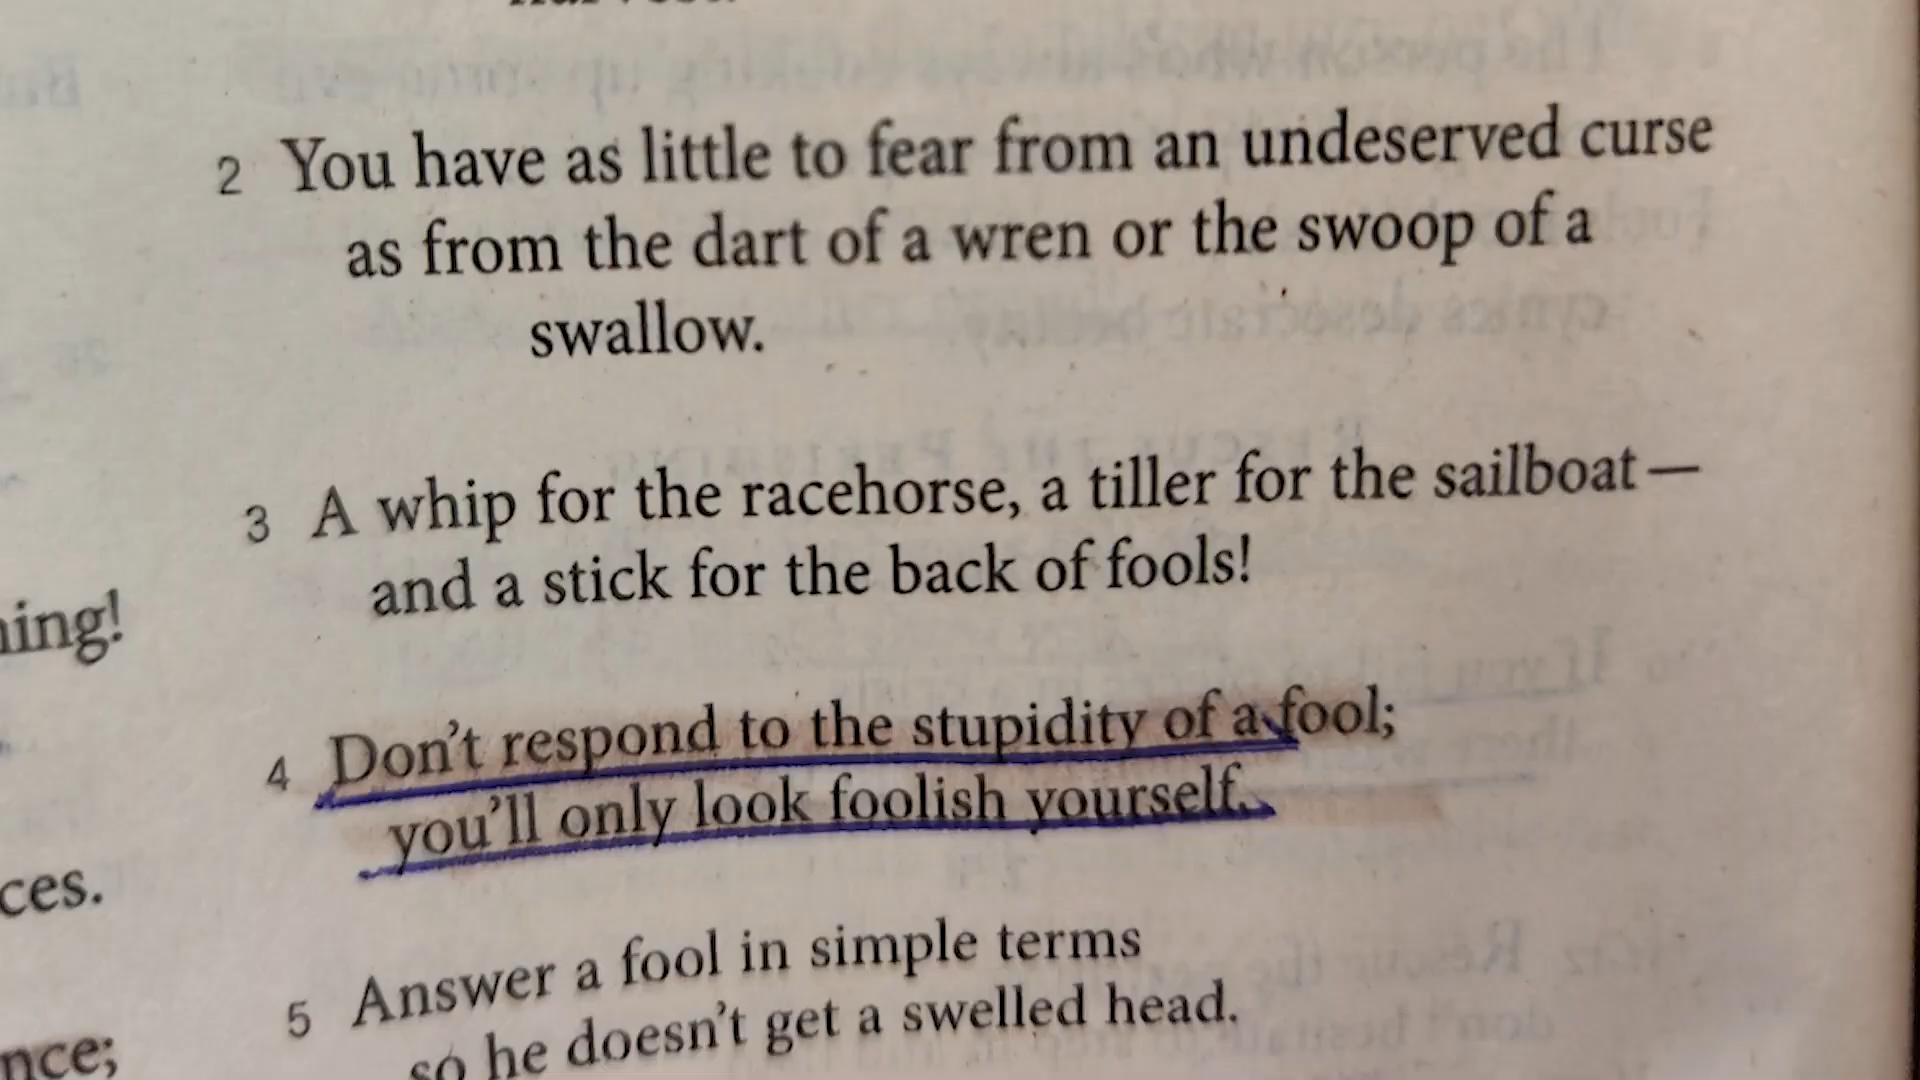 2 You have as little to fear from an undeserved curse
as from the dart of a wren or the swoop of a
swallow.
3 A whip for the racehorse, a tiller for the sailboat—
and a stick for the back of fools!
ning!
4 Don't respond to the stupidity of a fool;
you'll only look foolish yourself.
ces.
5 Answer a fool in simple terms
so he doesn't get a swelled head.
nce;